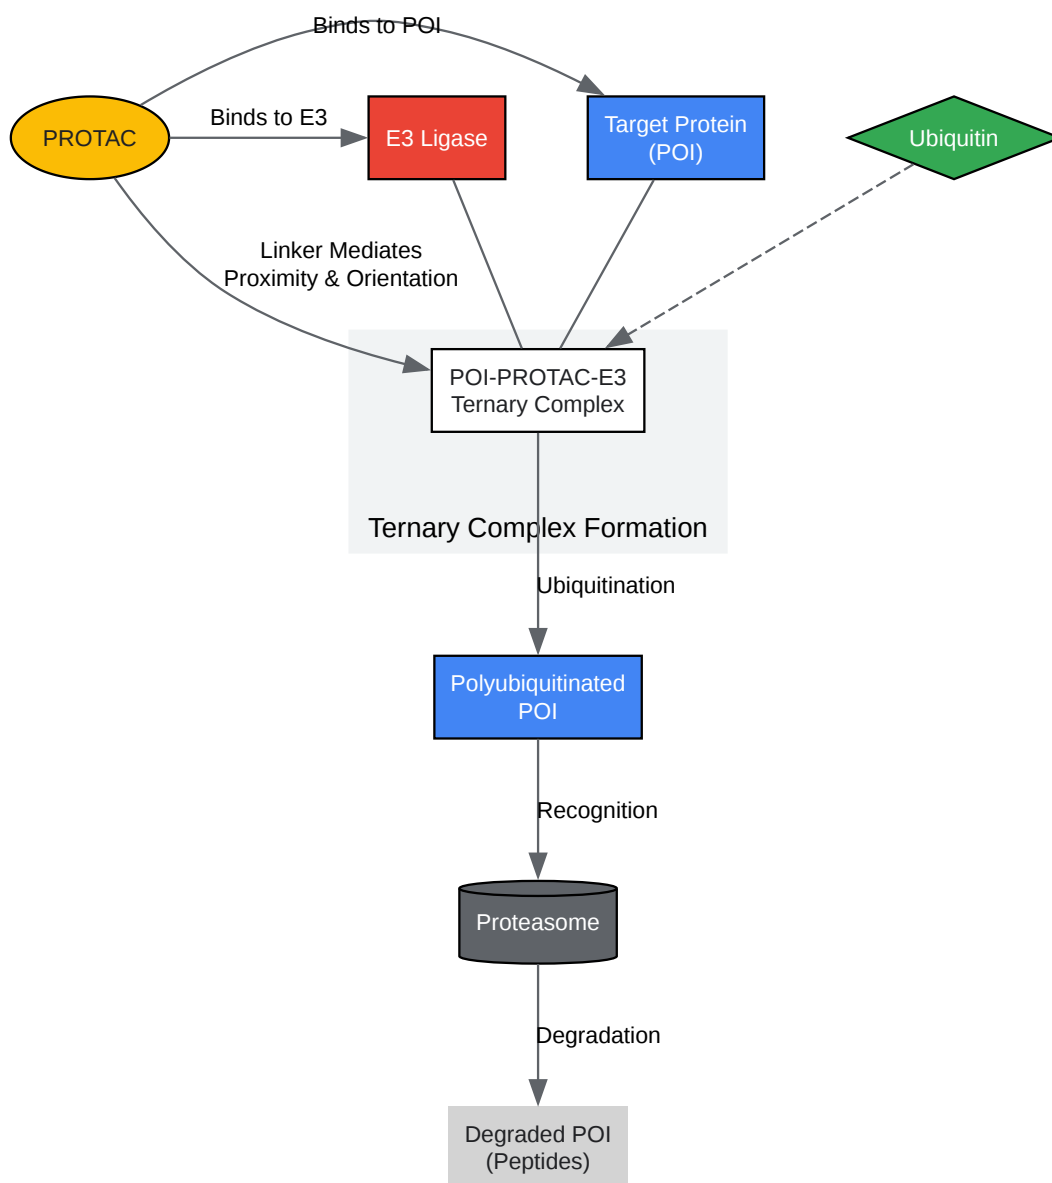 Binds to POI
PROTAC
Binds to E3
E3 Ligase
Target Protein
(POI)
Ubiquitin
Linker Mediates
Proximity & Orientation
POI-PROTAC-E3
Ternary Complex
Ternary Complex Formation
Ubiquitination
Polyubiquitinated
POI
Recognition
Proteasome
Degradation
Degraded POI
(Peptides)